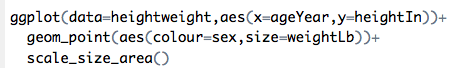 ggplot(data=heightweight,aes(x=ageYear,y=heightIn))+
  geom_point(aes(colour=sex,size=weightLb))+
  scale_size_area()